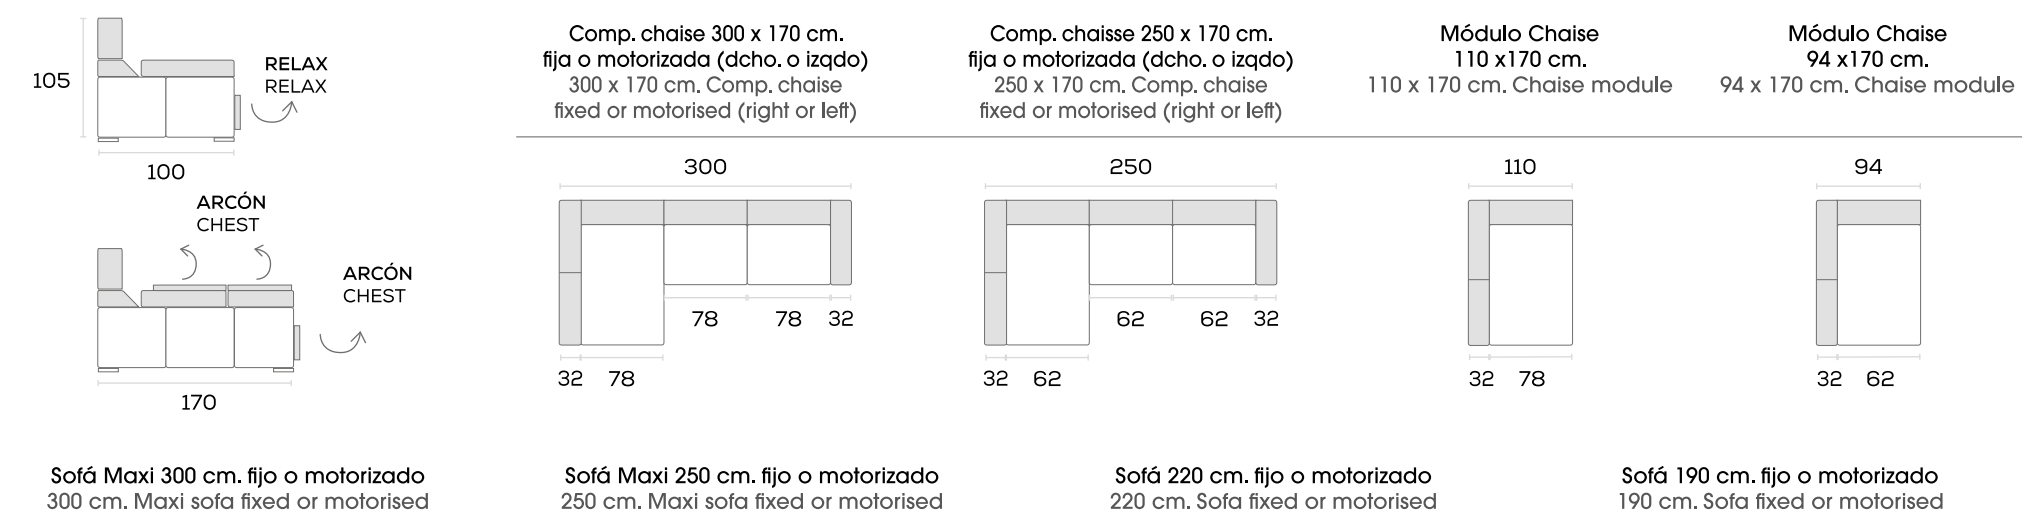 105
RELAX
RELAX
100
ARCÓN
CHEST
ARCÓN
CHEST
170
Comp. chaise 300 x 170 cm.
fija o motorizada (dcho. o izqdo)
300 x 170 cm. Comp. chaise
fixed or motorised (right or left)
300
78 78 32
32 78
Comp. chaisse 250 x 170 cm.
fija o motorizada (dcho. o izqdo)
250 x 170 cm. Comp. chaise
fixed or motorised (right or left)
250
62 62 32
32 62
Módulo Chaise
110 x170 cm.
110 x 170 cm. Chaise module
110
32 78
Módulo Chaise
94 x170 cm.
94 x 170 cm. Chaise module
94
32 62
Sofá Maxi 300 cm. fijo o motorizado
300 cm. Maxi sofa fixed or motorised
Sofá Maxi 250 cm. fijo o motorizado
250 cm. Maxi sofa fixed or motorised
Sofá 220 cm. fijo o motorizado
220 cm. Sofa fixed or motorised
Sofá 190 cm. fijo o motorizado
190 cm. Sofa fixed or motorised